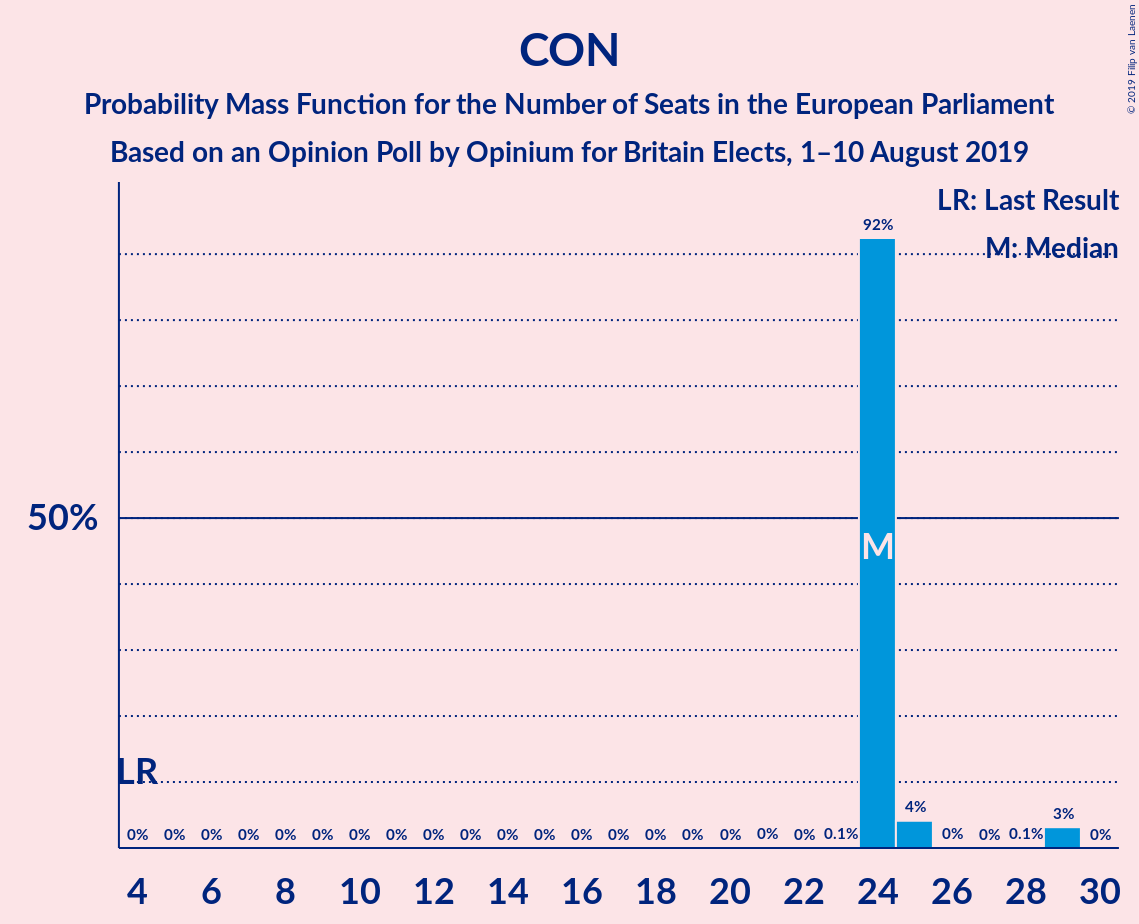 CON
Probability Mass Function for the Number of Seats in the European Parliament
Based on an Opinion Poll by Opinium for Britain Elects, 1–10 August 2019
© 2019 Filip van Laenen
LR: Last Result
M: Median
92%
50%
M
LR
4%
3%
0% 0% 0% 0% 0% 0% 0% 0% 0% 0% 0% 0% 0% 0% 0% 0% 0% 0% 0% 0.1% 0% 0% 0.1% 0%
4 6 8 10 12 14 16 18 20 22 24 26 28 30